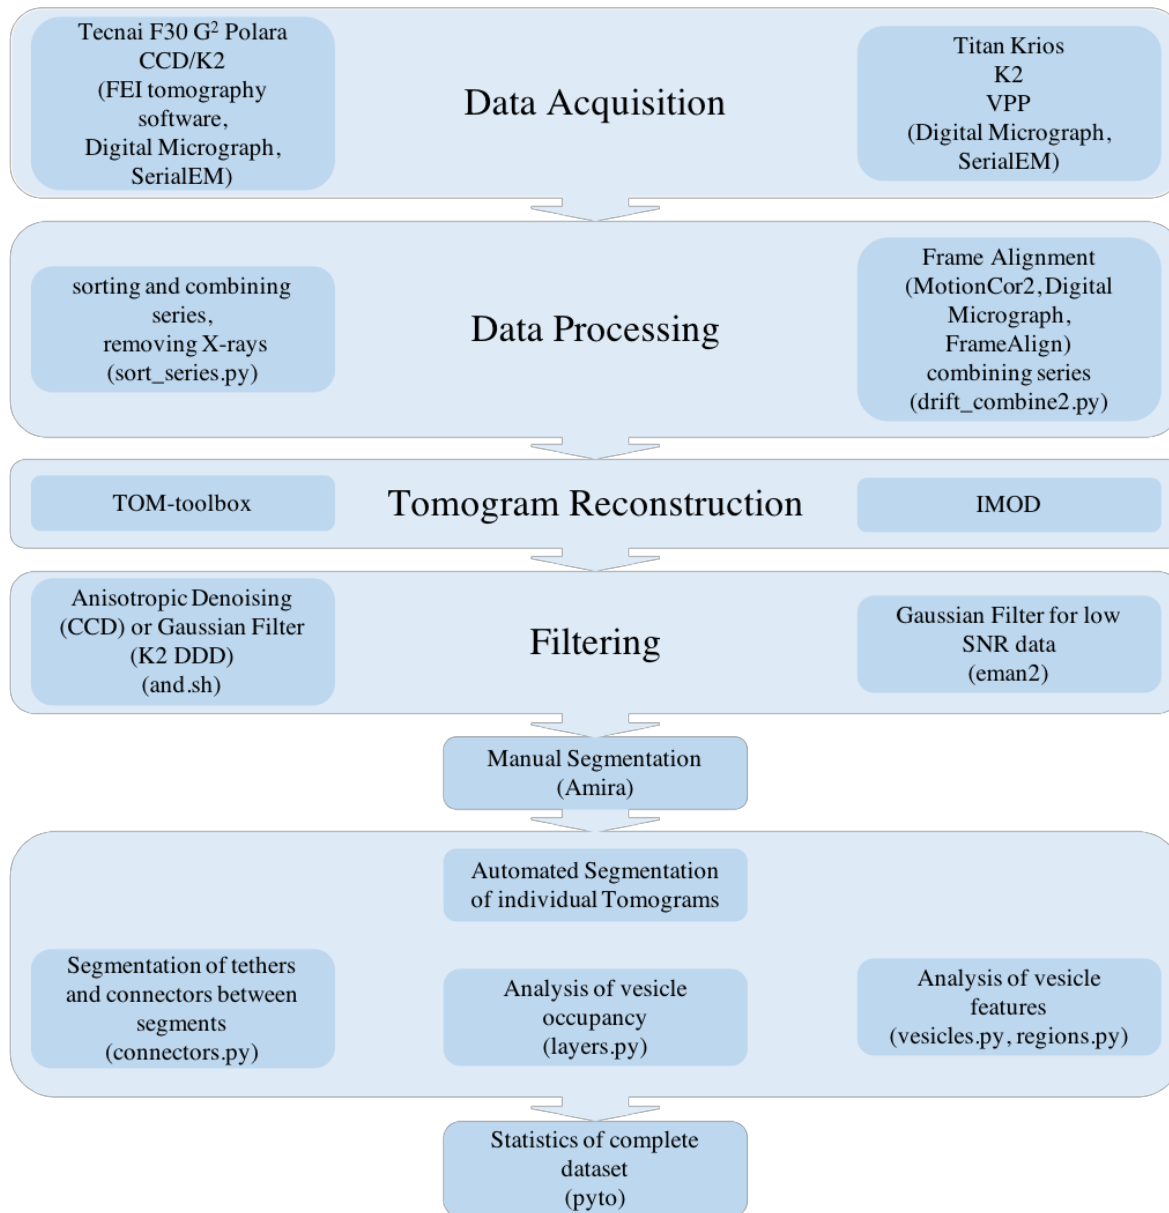 Tecnai F30 G² Polara
CCD/K2
(FEI tomography
software,
Digital Micrograph,
SerialEM)
Data Acquisition
Titan Krios
K2
VPP
(Digital Micrograph,
SerialEM)
sorting and combining
series,
removing X-rays
(sort_series.py)
Data Processing
Frame Alignment
(MotionCor2, Digital
Micrograph,
FrameAlign)
combining series
(drift_combine2.py)
TOM-toolbox
Tomogram Reconstruction
IMOD
Anisotropic Denoising
(CCD) or Gaussian Filter
(K2 DDD)
(and.sh)
Filtering
Gaussian Filter for low
SNR data
(eman2)
Manual Segmentation
(Amira)
Automated Segmentation
of individual Tomograms
Segmentation of tethers
and connectors between
segments
(connectors.py)
Analysis of vesicle
occupancy
(layers.py)
Analysis of vesicle
features
(vesicles.py, regions.py)
Statistics of complete
dataset
(pyto)